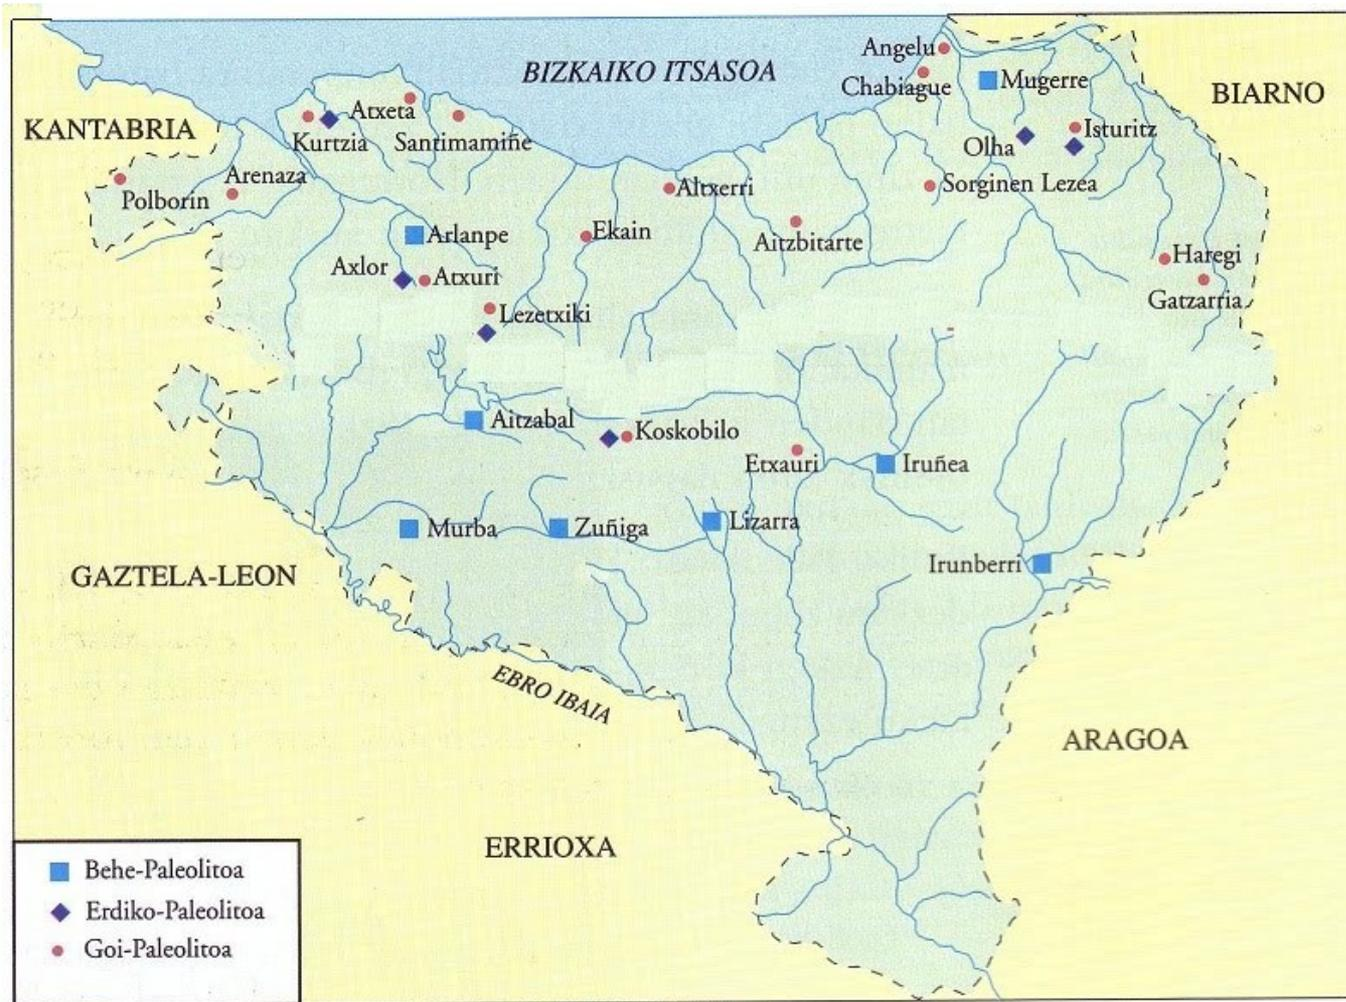 BIZKAIKO ITSASOA
Angelu
Chabiague
Mugerre
BIARNO
KANTABRIA
Atxeta
Kurtzia
Santimamiñe
Isturitz
Olha
Arenaza
Polborin
Altxerri
Sorginen Lezea
Arlanpe
Ekain
Aitzbitarte
Axlor
Atxuri
Haregi
Gatzarria
Lezetxiki
Aitzabal
Koskobilo
Etxauri
Iruñea
Murba
Zuñiga
Lizarra
Irunberri
GAZTELA-LEON
EBRO IBAIA
ARAGOA
ERRIOXA
Behe-Paleolitoa
Erdiko-Paleolitoa
Goi-Paleolitoa